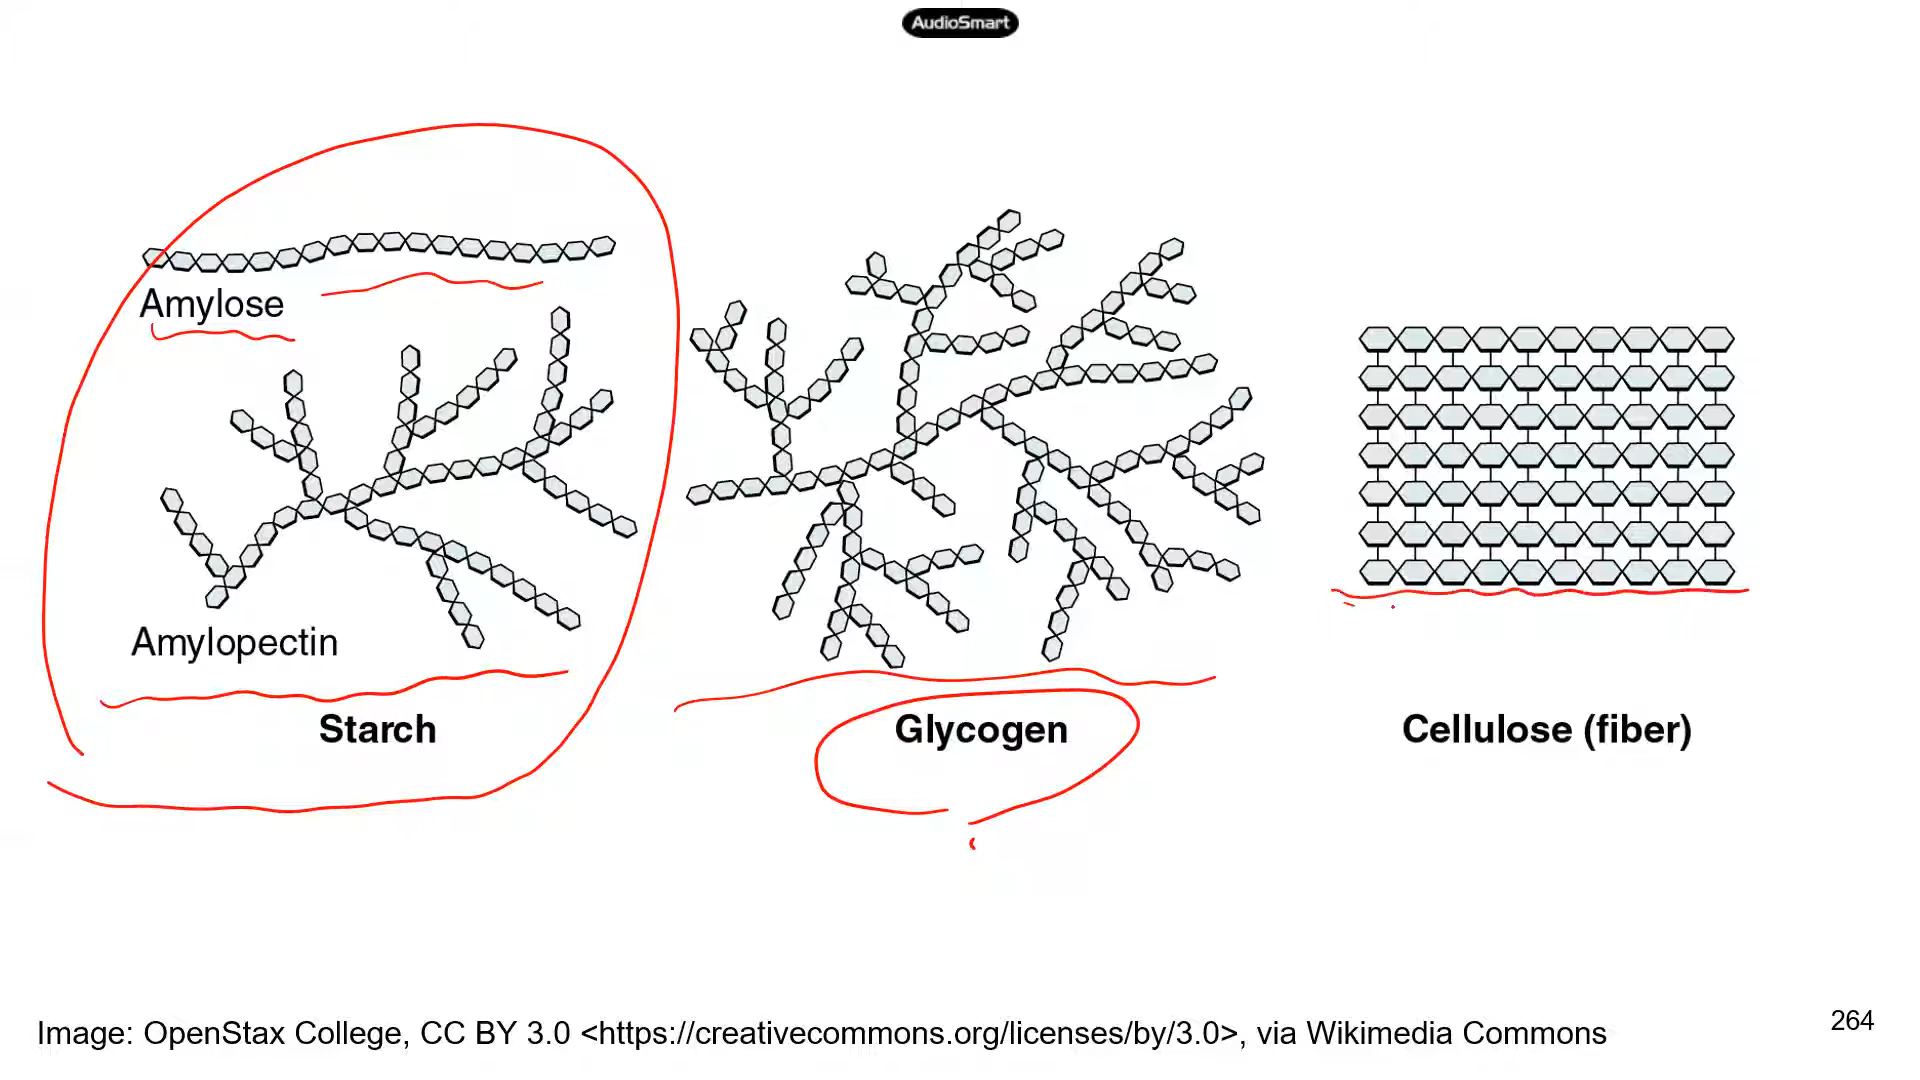 AudioSmart
Amylose
Amylopectin
Starch
Glycogen
Cellulose (fiber)
Image: OpenStax College, CC BY 3.0 <https://creativecommons.org/licenses/by/3.0>, via Wikimedia Commons
264